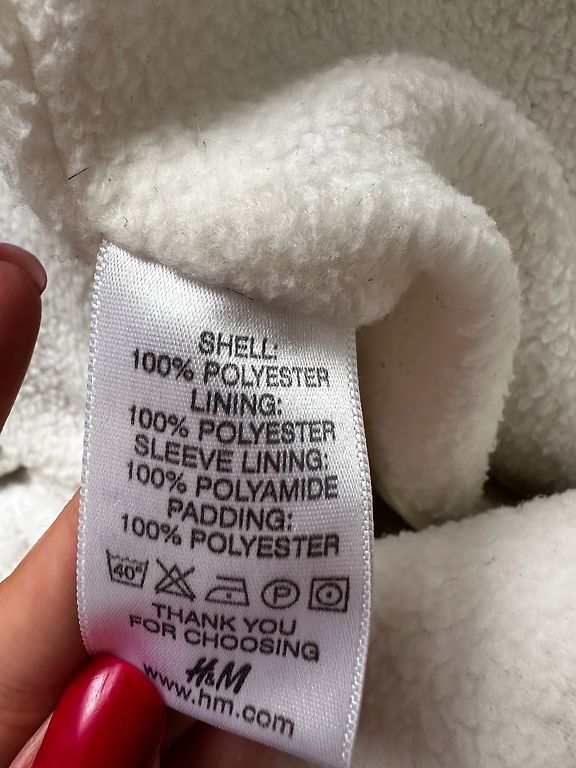 SHELL:
100% POLYESTER
LINING:
100% POLYESTER
SLEEVE LINING:
100% POLYAMIDE
PADDING:
100% POLYESTER
40° P
THANK YOU
FOR CHOOSING
H&M
www.hm.com